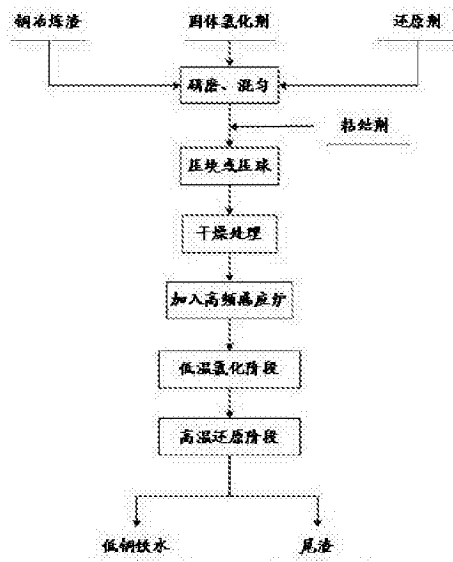 铜冶炼渣
固体氯化剂
还原剂
研磨、混匀
粘结剂
压块或压球
干燥处理
加入高频感应炉
低温氯化阶段
高温还原阶段
低铜铁水
尾渣